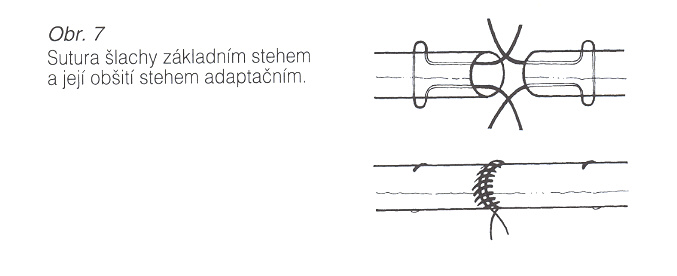 Obr. 7
Sutura šlachy základním stehem
a její obšití stehem adaptačním.